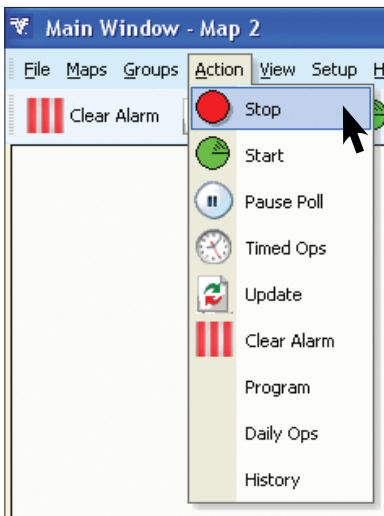 Main Window - Map 2
File Maps Groups Action View Setup H
Clear Alarm
Stop
Start
Pause Poll
Timed Ops
Update
Clear Alarm
Program
Daily Ops
History